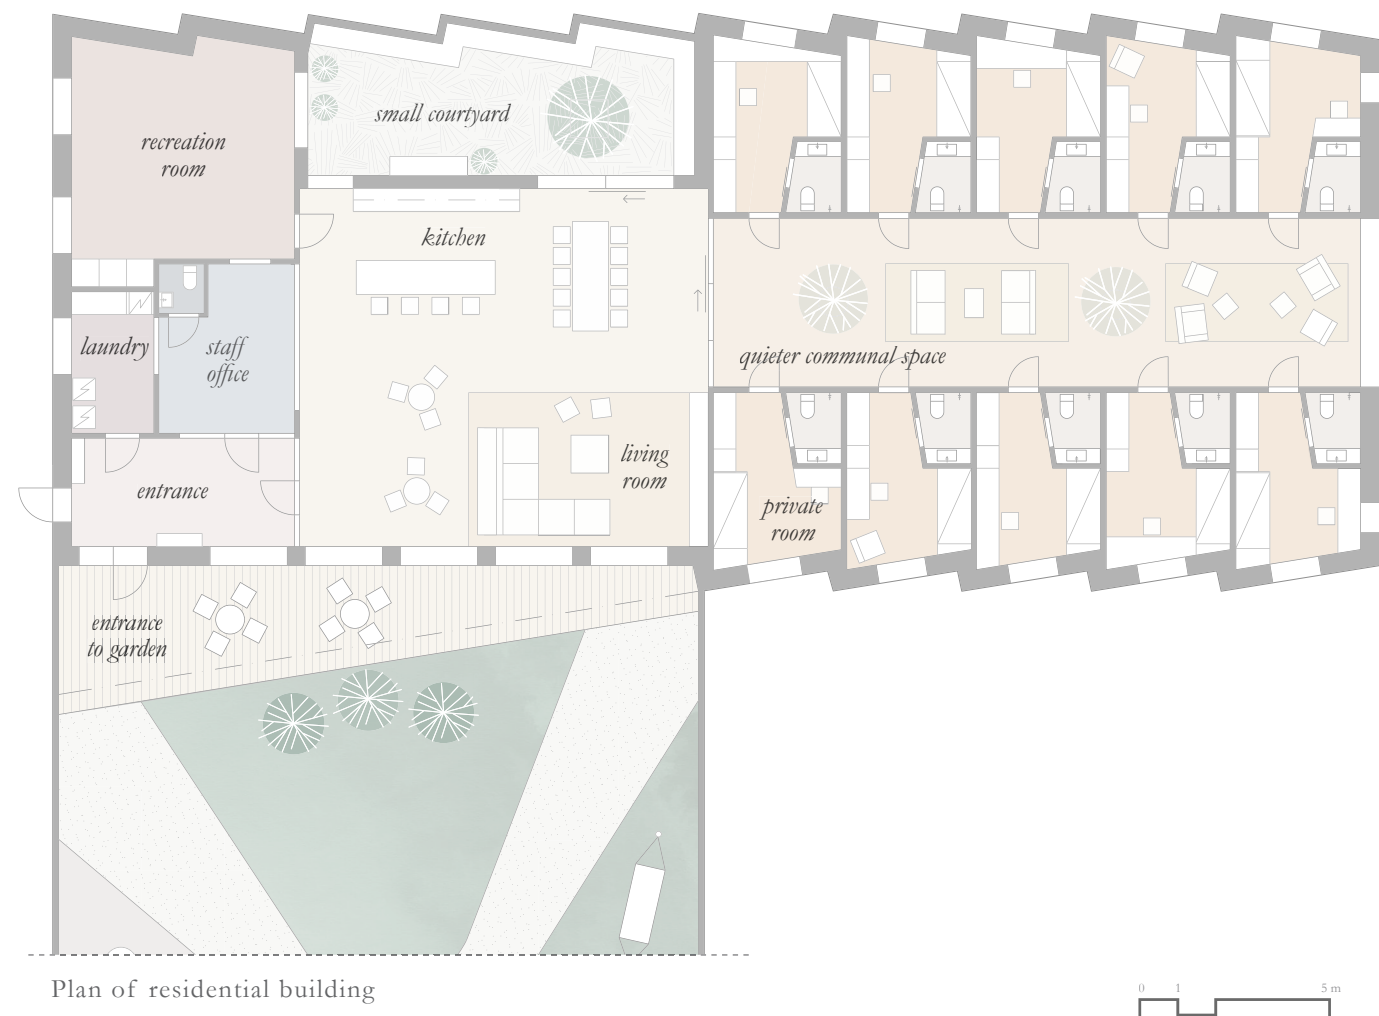 small courtyard
recreation
room
kitchen
laundry
staff
office
quieter communal space
living
room
entrance
private
room
entrance
to garden
Plan of residential building
0 1 5 m